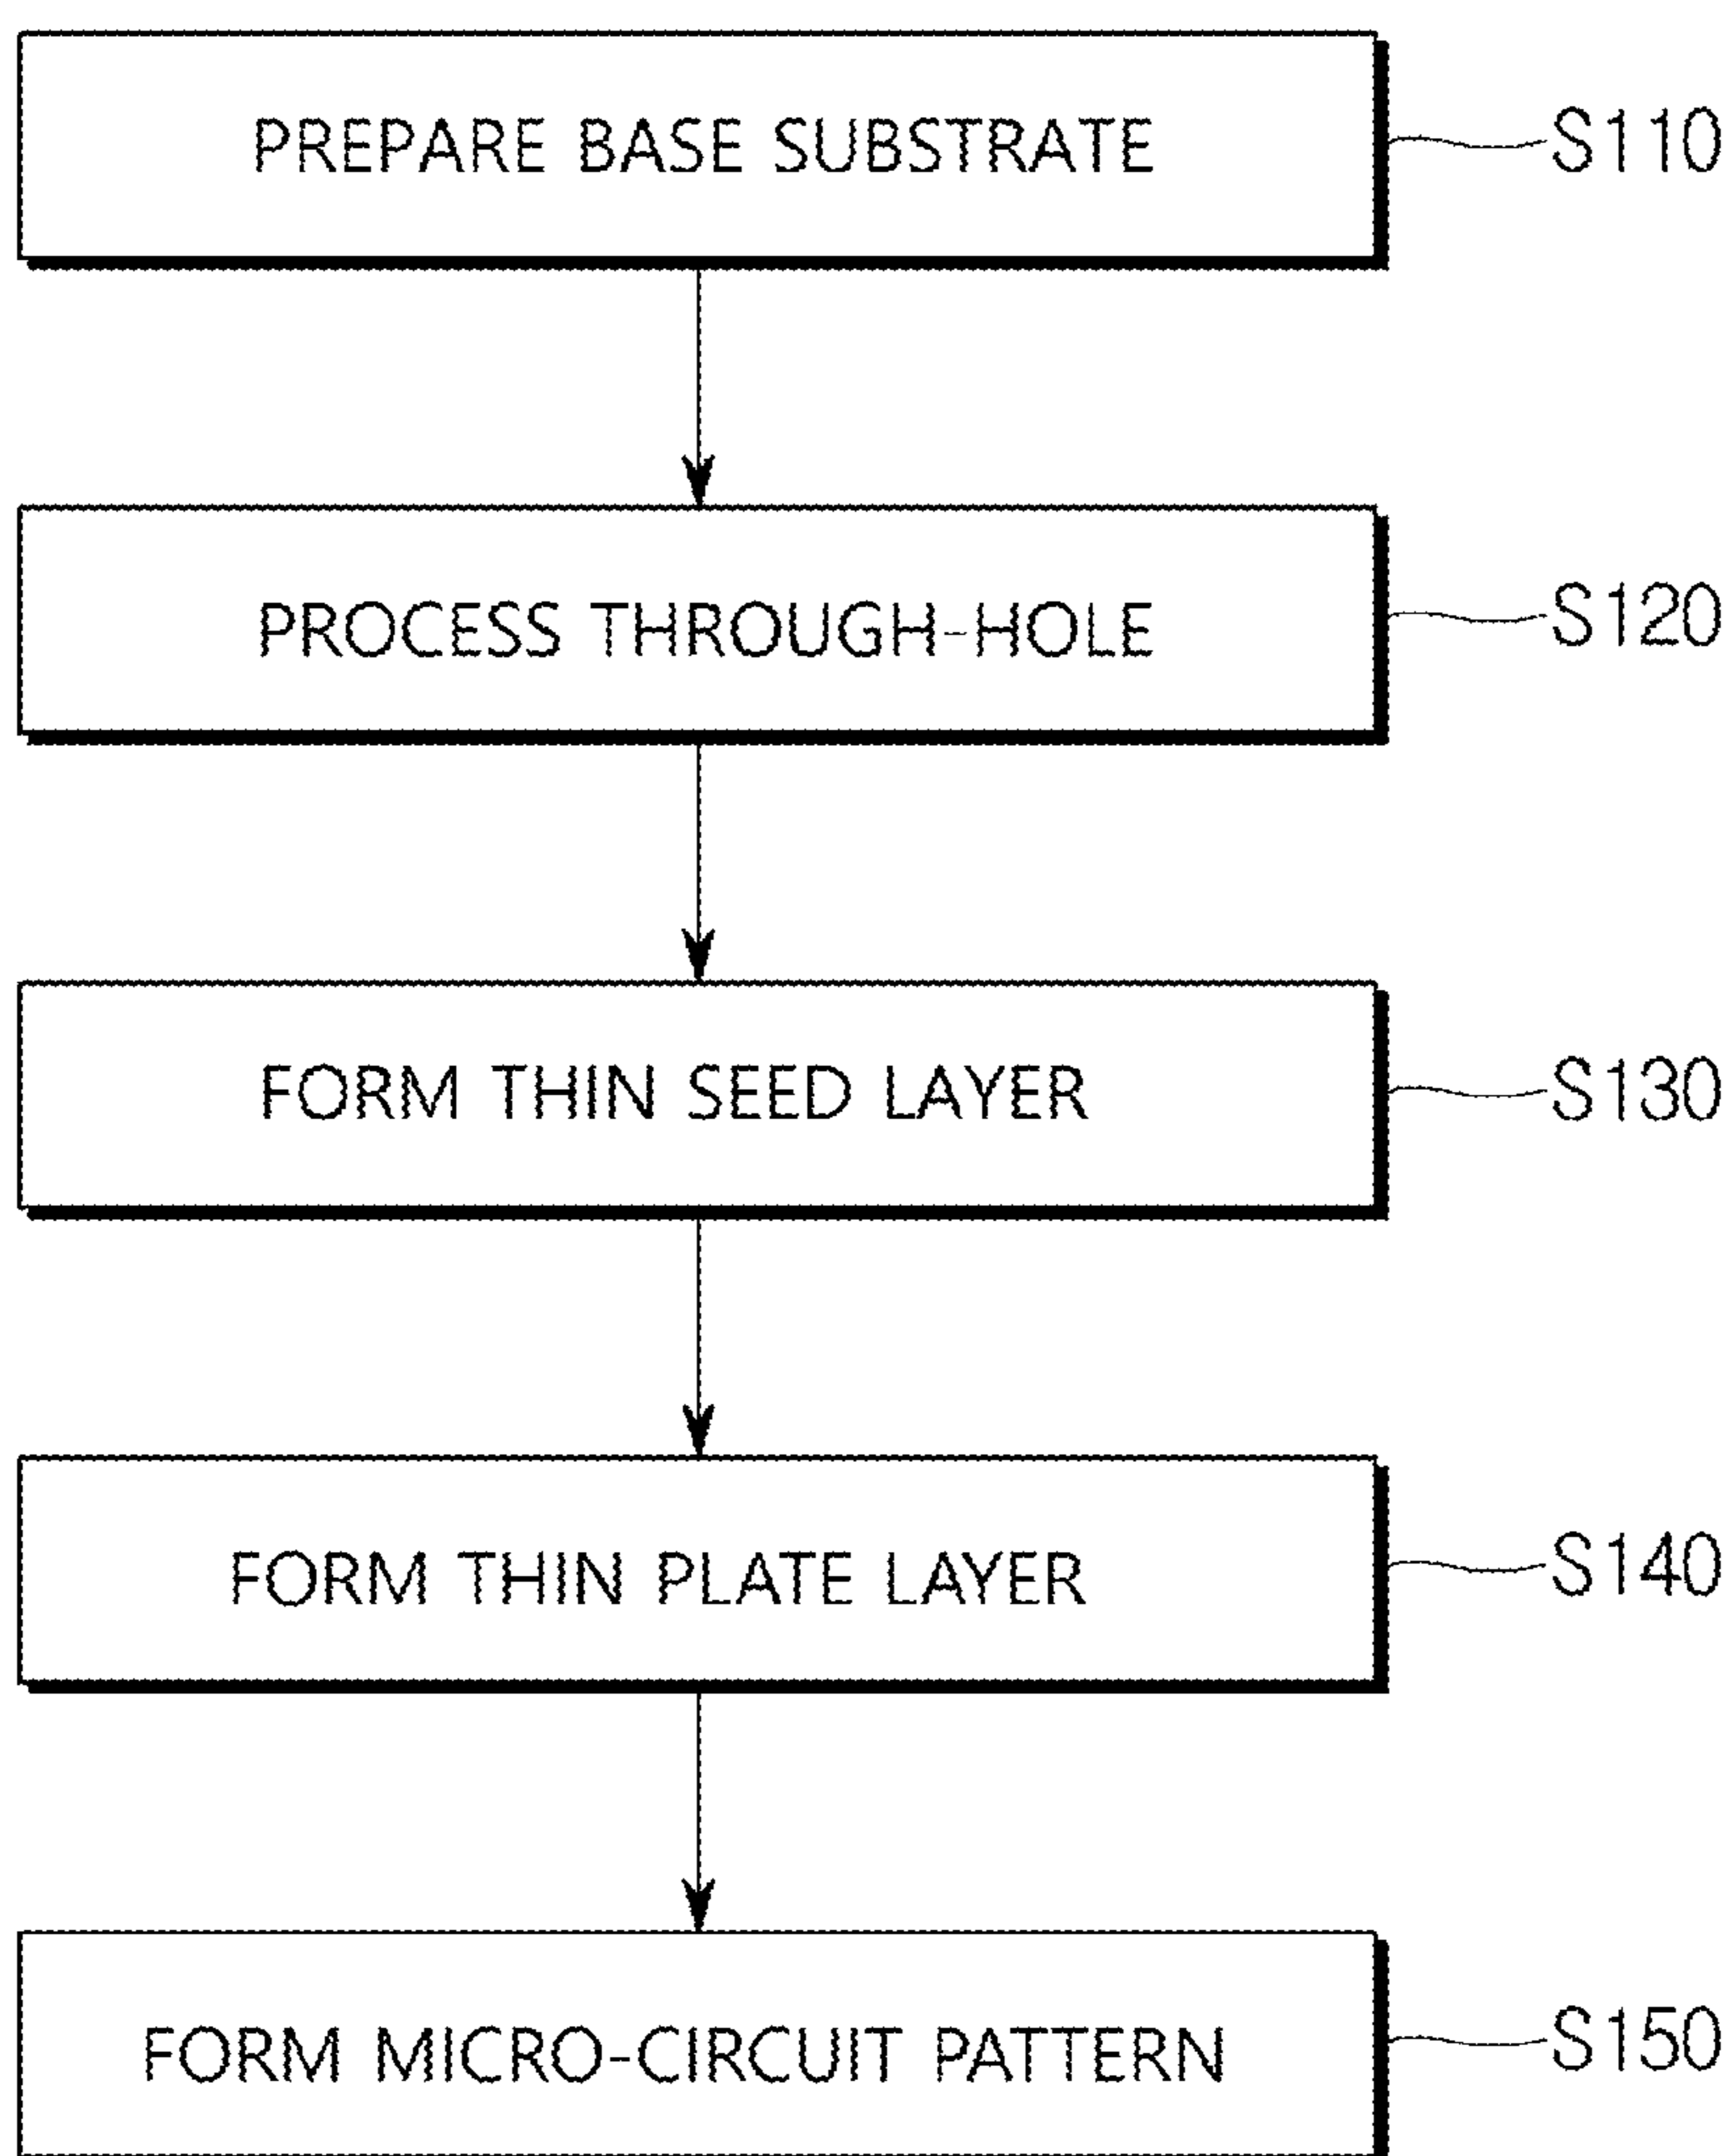 PREPARE BASE SUBSTRATE S110
PROCESS THROUGH-HOLE S120
FORM THIN SEED LAYER S130
FORM THIN PLATE LAYER S140
FORM MICRO-CIRCUIT PATTERN S150